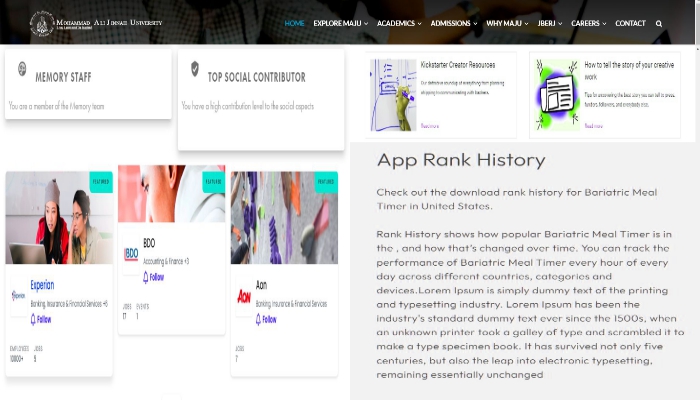 Mohammad Ali Jinnah University
HOME EXPLORE MAJU ACADEMICS ADMISSIONS WHY MAJU JBERJ CAREERS CONTACT
MEMORY STAFF
You are a member of the Memory team
TOP SOCIAL CONTRIBUTOR
You have a high contribution level to the social aspects
Kickstarter Creator Resources
Our definitive roundup of everything from planning
shipping to communicating with backers.
Read more
How to tell the story of your creative
work
Tips for uncovering the best story you can tell to press,
funders, followers, and everybody else.
Read more
FEATURED
Experian
Banking, Insurance & Financial Services +6
Follow
EMPLOYEES JOBS
10000+ 5
FEATURED
BDO
BDO
Accounting & Finance +3
Follow
JOBS EVENTS
17 1
FEATURED
AON
Aon
Banking, Insurance & Financial Services
Follow
JOBS
7
App Rank History
Check out the download rank history for Bariatric Meal
Timer in United States.
Rank History shows how popular Bariatric Meal Timer is in
the , and how that's changed over time. You can track the
performance of Bariatric Meal Timer every hour of every
day across different countries, categories and
devices.Lorem Ipsum is simply dummy text of the printing
and typesetting industry. Lorem Ipsum has been the
industry's standard dummy text ever since the 1500s, when
an unknown printer took a galley of type and scrambled it to
make a type specimen book. It has survived not only five
centuries, but also the leap into electronic typesetting,
remaining essentially unchanged